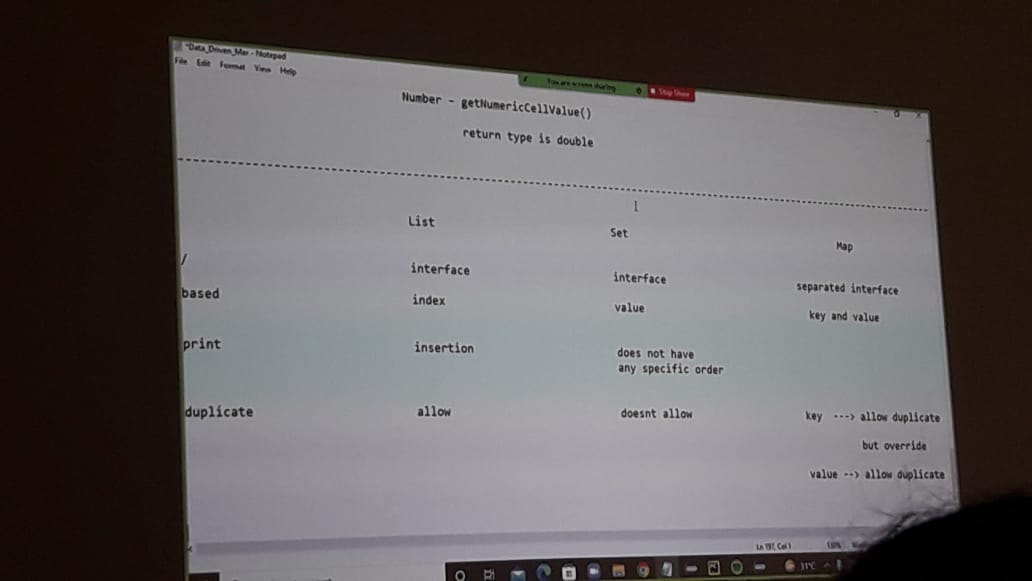 *Data_Driven_Mar - Notepad
File Edit Format View Help
You are screen sharing Stop Share
Number - getNumericCellValue()
return type is double
List Set Map
/ interface interface separated interface
based index value key and value
print insertion does not have
any specific order
duplicate allow doesnt allow key ---> allow duplicate
but override
value --> allow duplicate
Ln 197, Col 1
31°C